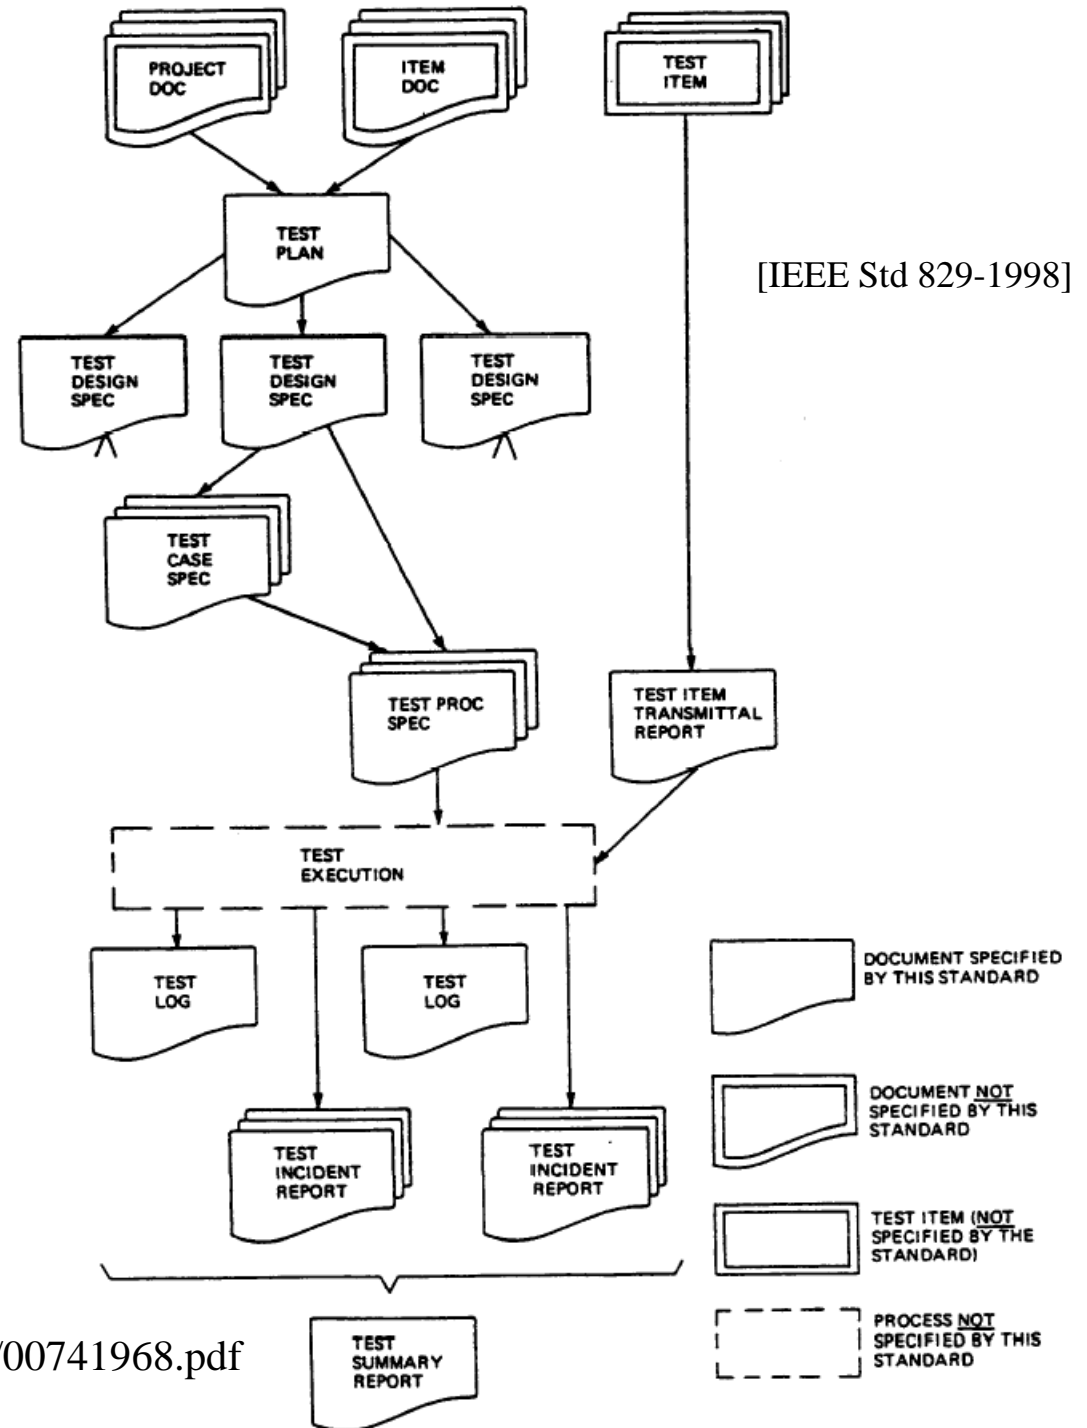 PROJECT
DOC
ITEM
DOC
TEST
ITEM
TEST
PLAN
[IEEE Std 829-1998]
TEST
DESIGN
SPEC
TEST
DESIGN
SPEC
TEST
DESIGN
SPEC
TEST
CASE
SPEC
TEST PROC
SPEC
TEST ITEM
TRANSMITTAL
REPORT
TEST
EXECUTION
TEST
LOG
TEST
LOG
DOCUMENT SPECIFIED
BY THIS STANDARD
DOCUMENT NOT
SPECIFIED BY THIS
STANDARD
TEST
INCIDENT
REPORT
TEST
INCIDENT
REPORT
TEST ITEM (NOT
SPECIFIED BY THE
STANDARD)
PROCESS NOT
SPECIFIED BY THIS
STANDARD
/00741968.pdf
TEST
SUMMARY
REPORT